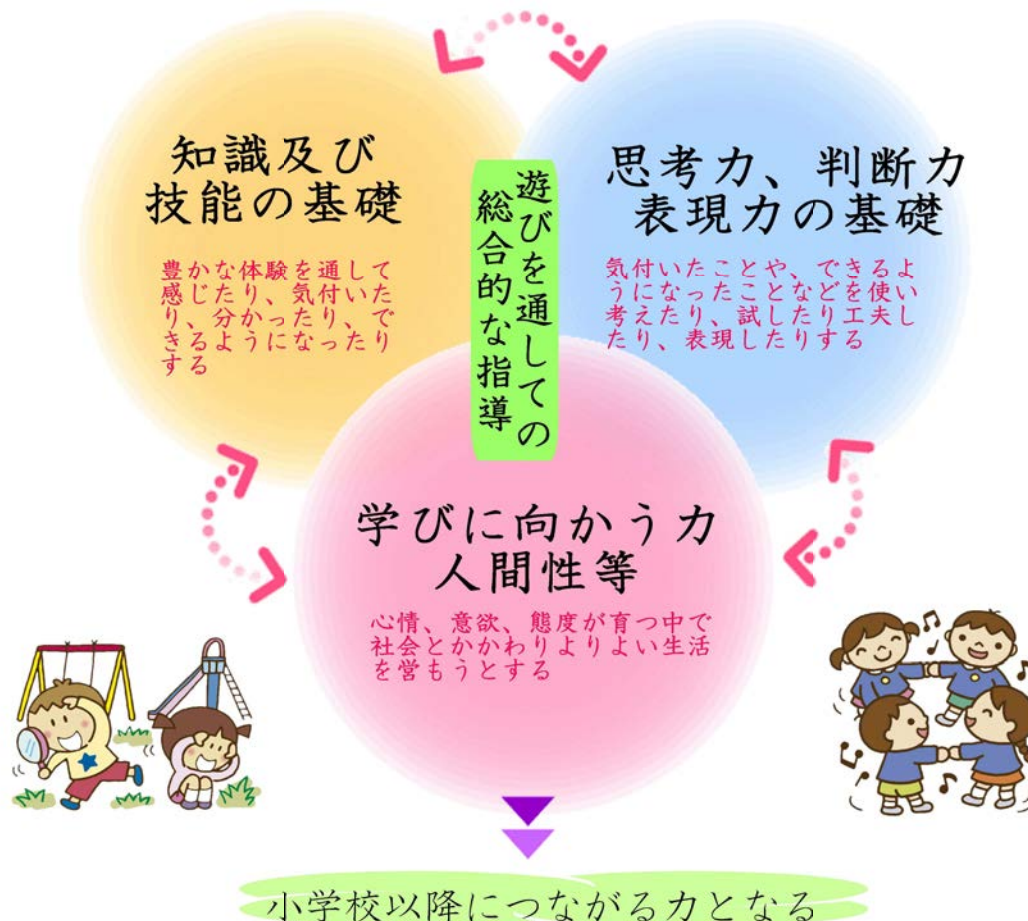 知識及び
技能の基礎
豊かな体験を通して
感じたり、気付いた
り、分かったり、で
きるようになったり
する
遊びを通しての
総合的な指導
思考力、判断力
表現力の基礎
気付いたことや、できるよ
うになったことなどを使い
考えたり、試したり工夫し
たり、表現したりする
学びに向かう力
人間性等
心情、意欲、態度が育つ中で
社会とかかわりよりよい生活
を営もうとする
小学校以降につながる力となる